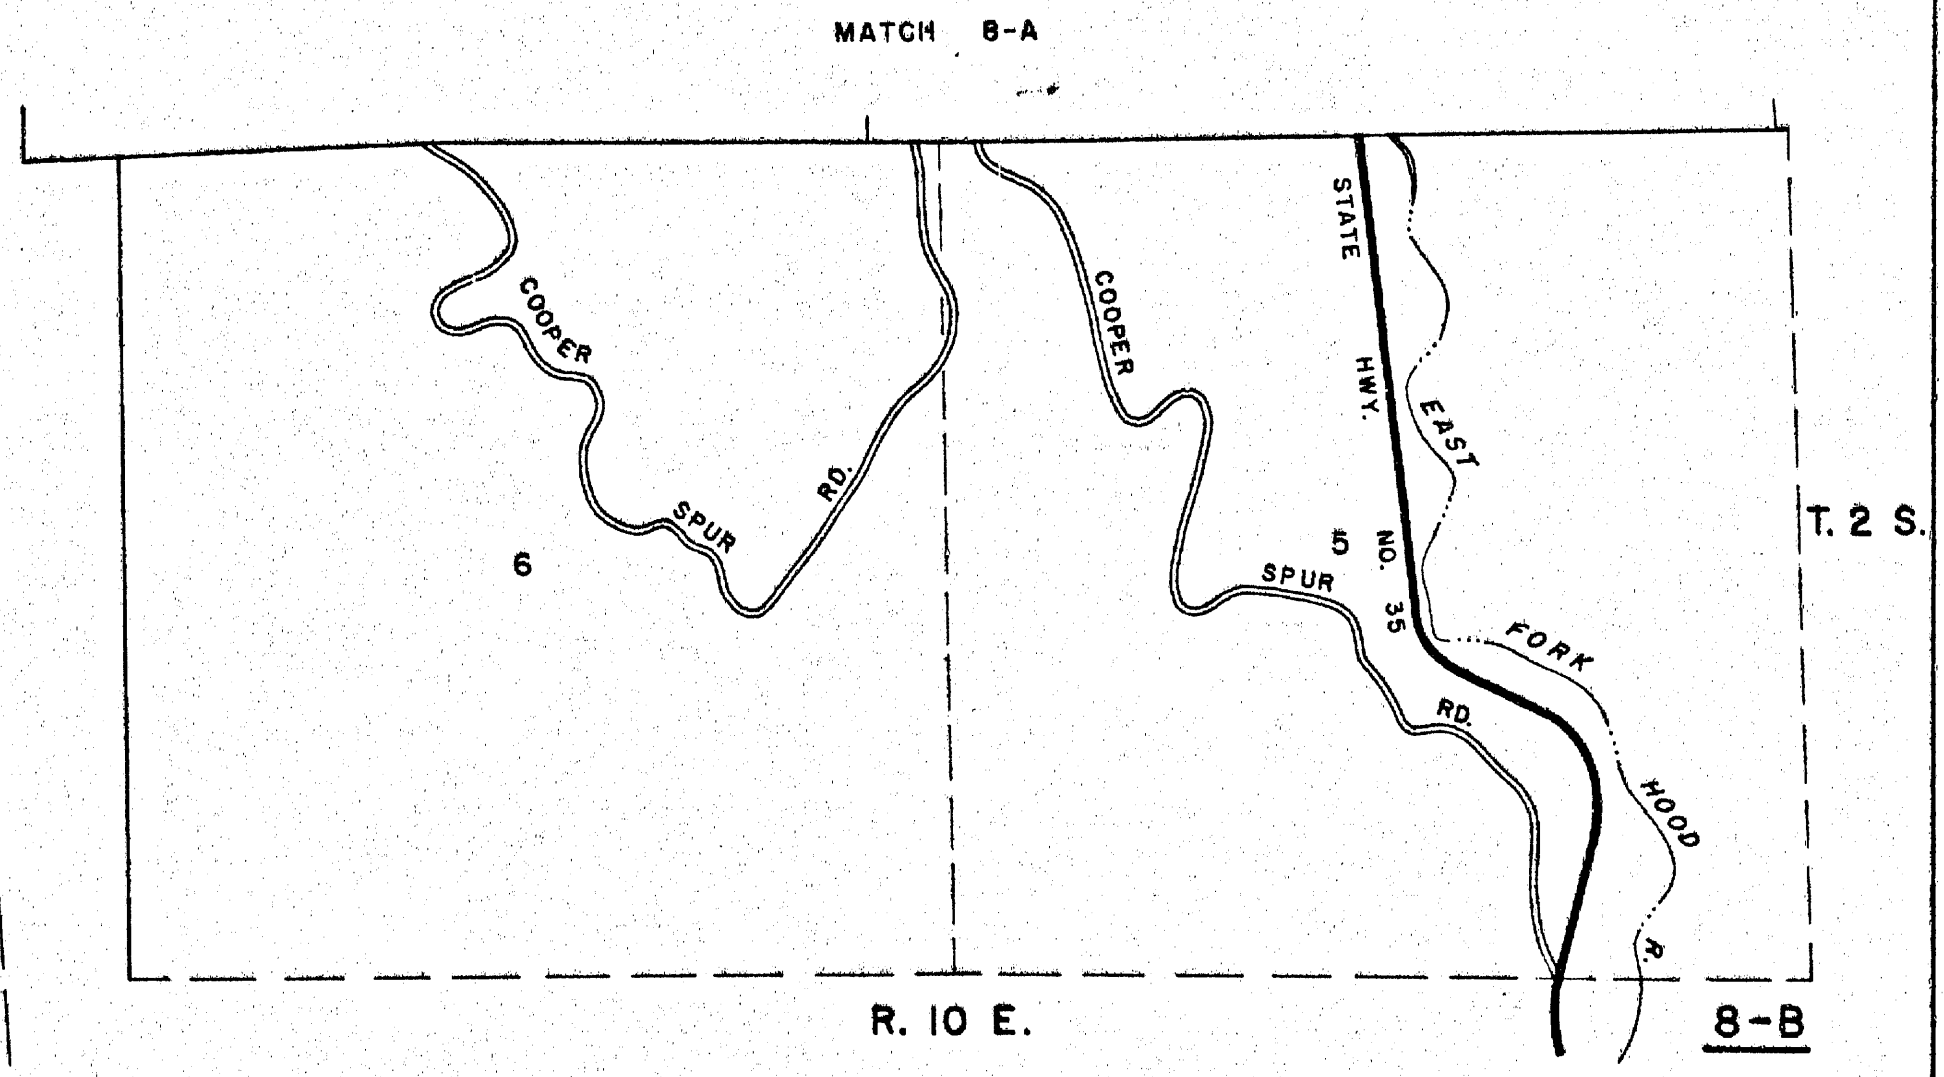 MATCH 8-A
COOPER
SPUR
RD.
6
COOPER
SPUR
RD.
5
STATE
HWY.
NO.
35
EAST
FORK
HOOD
R.
T. 2 S.
R. 10 E.
8-B